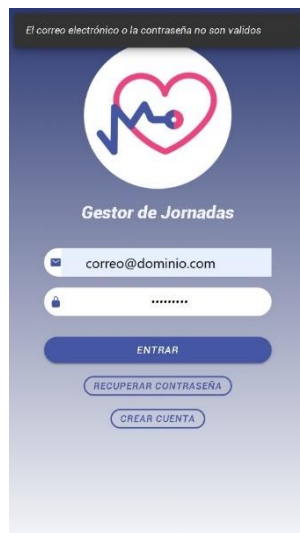 El correo electrónico o la contraseña no son validos
Gestor de Jornadas
correo@dominio.com
•••••••••
ENTRAR
RECUPERAR CONTRASEÑA
CREAR CUENTA